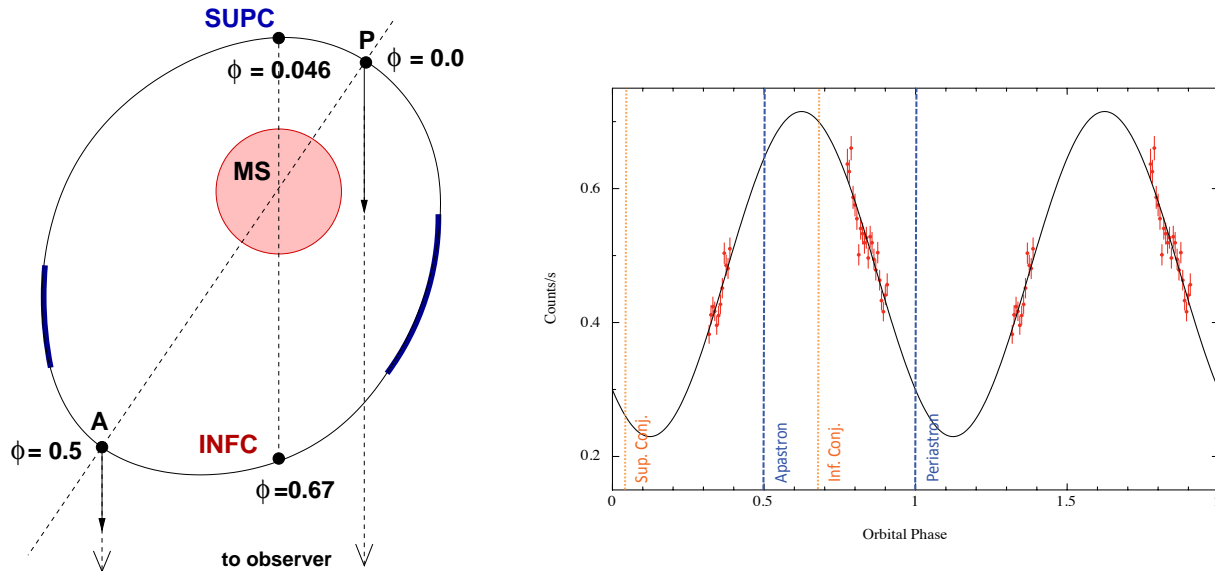 SUPC
P
ϕ = 0.0
ϕ = 0.046
MS
A
ϕ = 0.5
INFC
ϕ=0.67
to observer
Counts/s
0.6
0.4
0.2
Sup. Conj.
Apastron
Inf. Conj.
Periastron
0
0.5
1
1.5
Orbital Phase